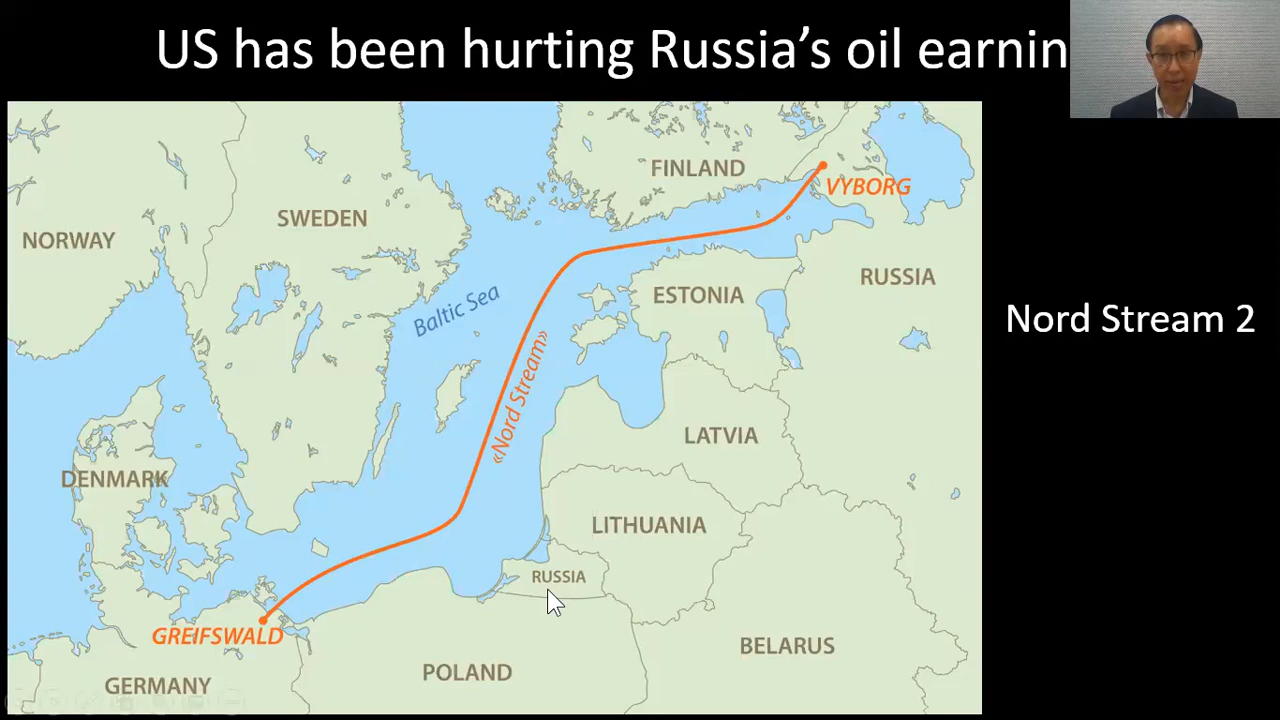 US has been hurting Russia’s oil earnin
FINLAND
VYBORG
SWEDEN
NORWAY
RUSSIA
Baltic Sea
ESTONIA
Nord Stream 2
«Nord Stream»
LATVIA
DENMARK
LITHUANIA
RUSSIA
GREIFSWALD
BELARUS
POLAND
GERMANY